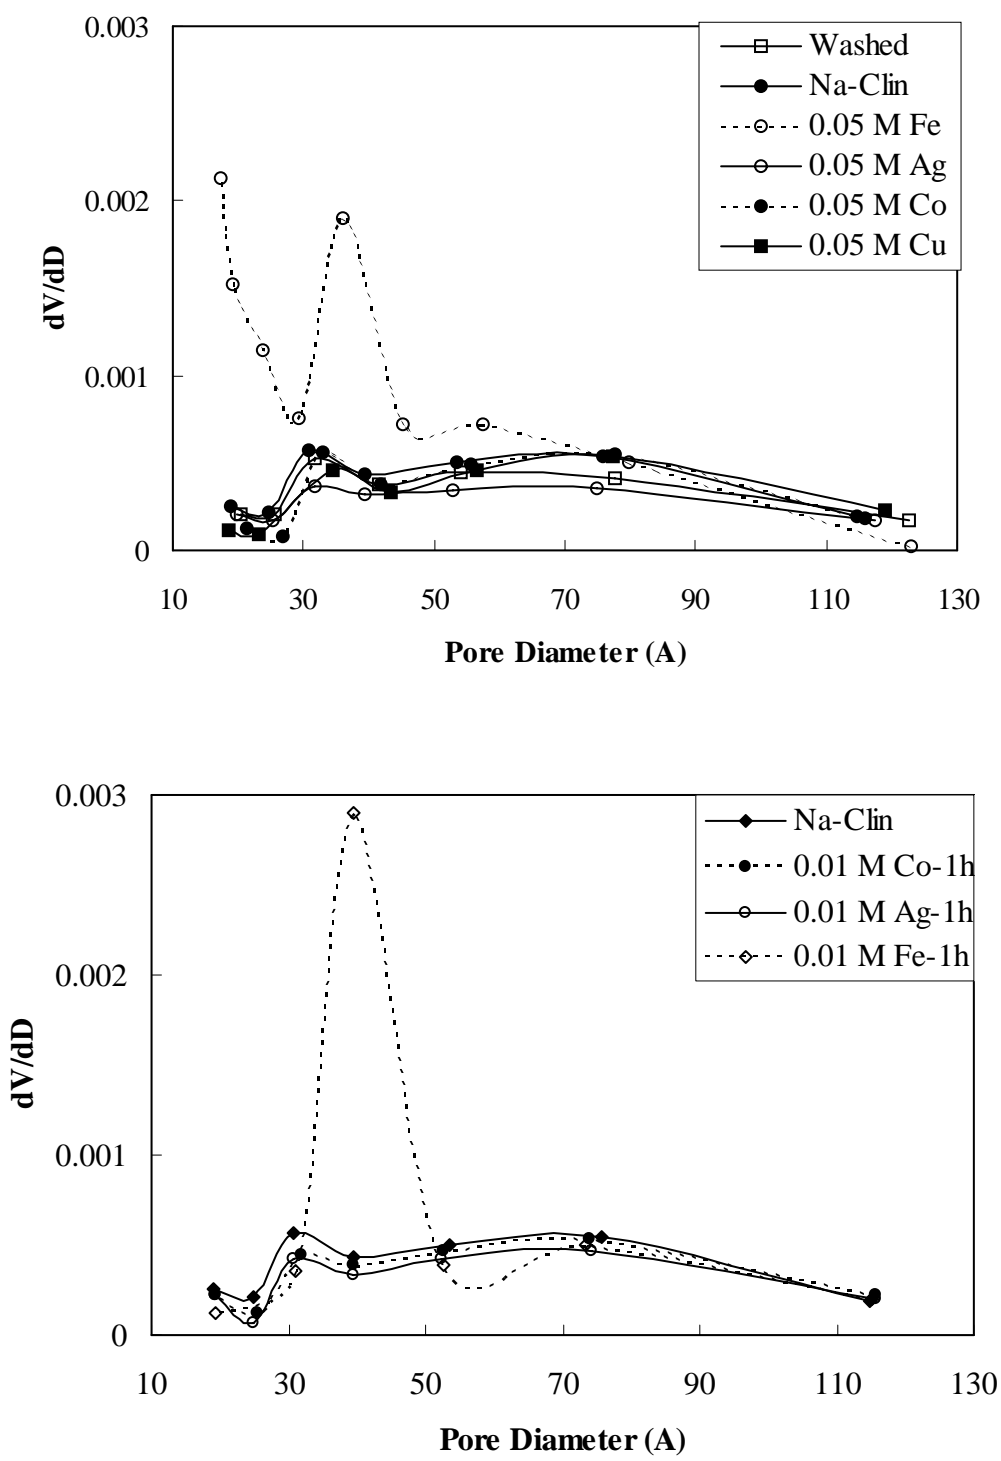 0.003
0.002
0.001
0
dV/dD
10 30 50 70 90 110 130
Pore Diameter (A)
Washed
Na-Clin
0.05 M Fe
0.05 M Ag
0.05 M Co
0.05 M Cu
0.003
0.002
0.001
0
dV/dD
10 30 50 70 90 110 130
Pore Diameter (A)
Na-Clin
0.01 M Co-1h
0.01 M Ag-1h
0.01 M Fe-1h